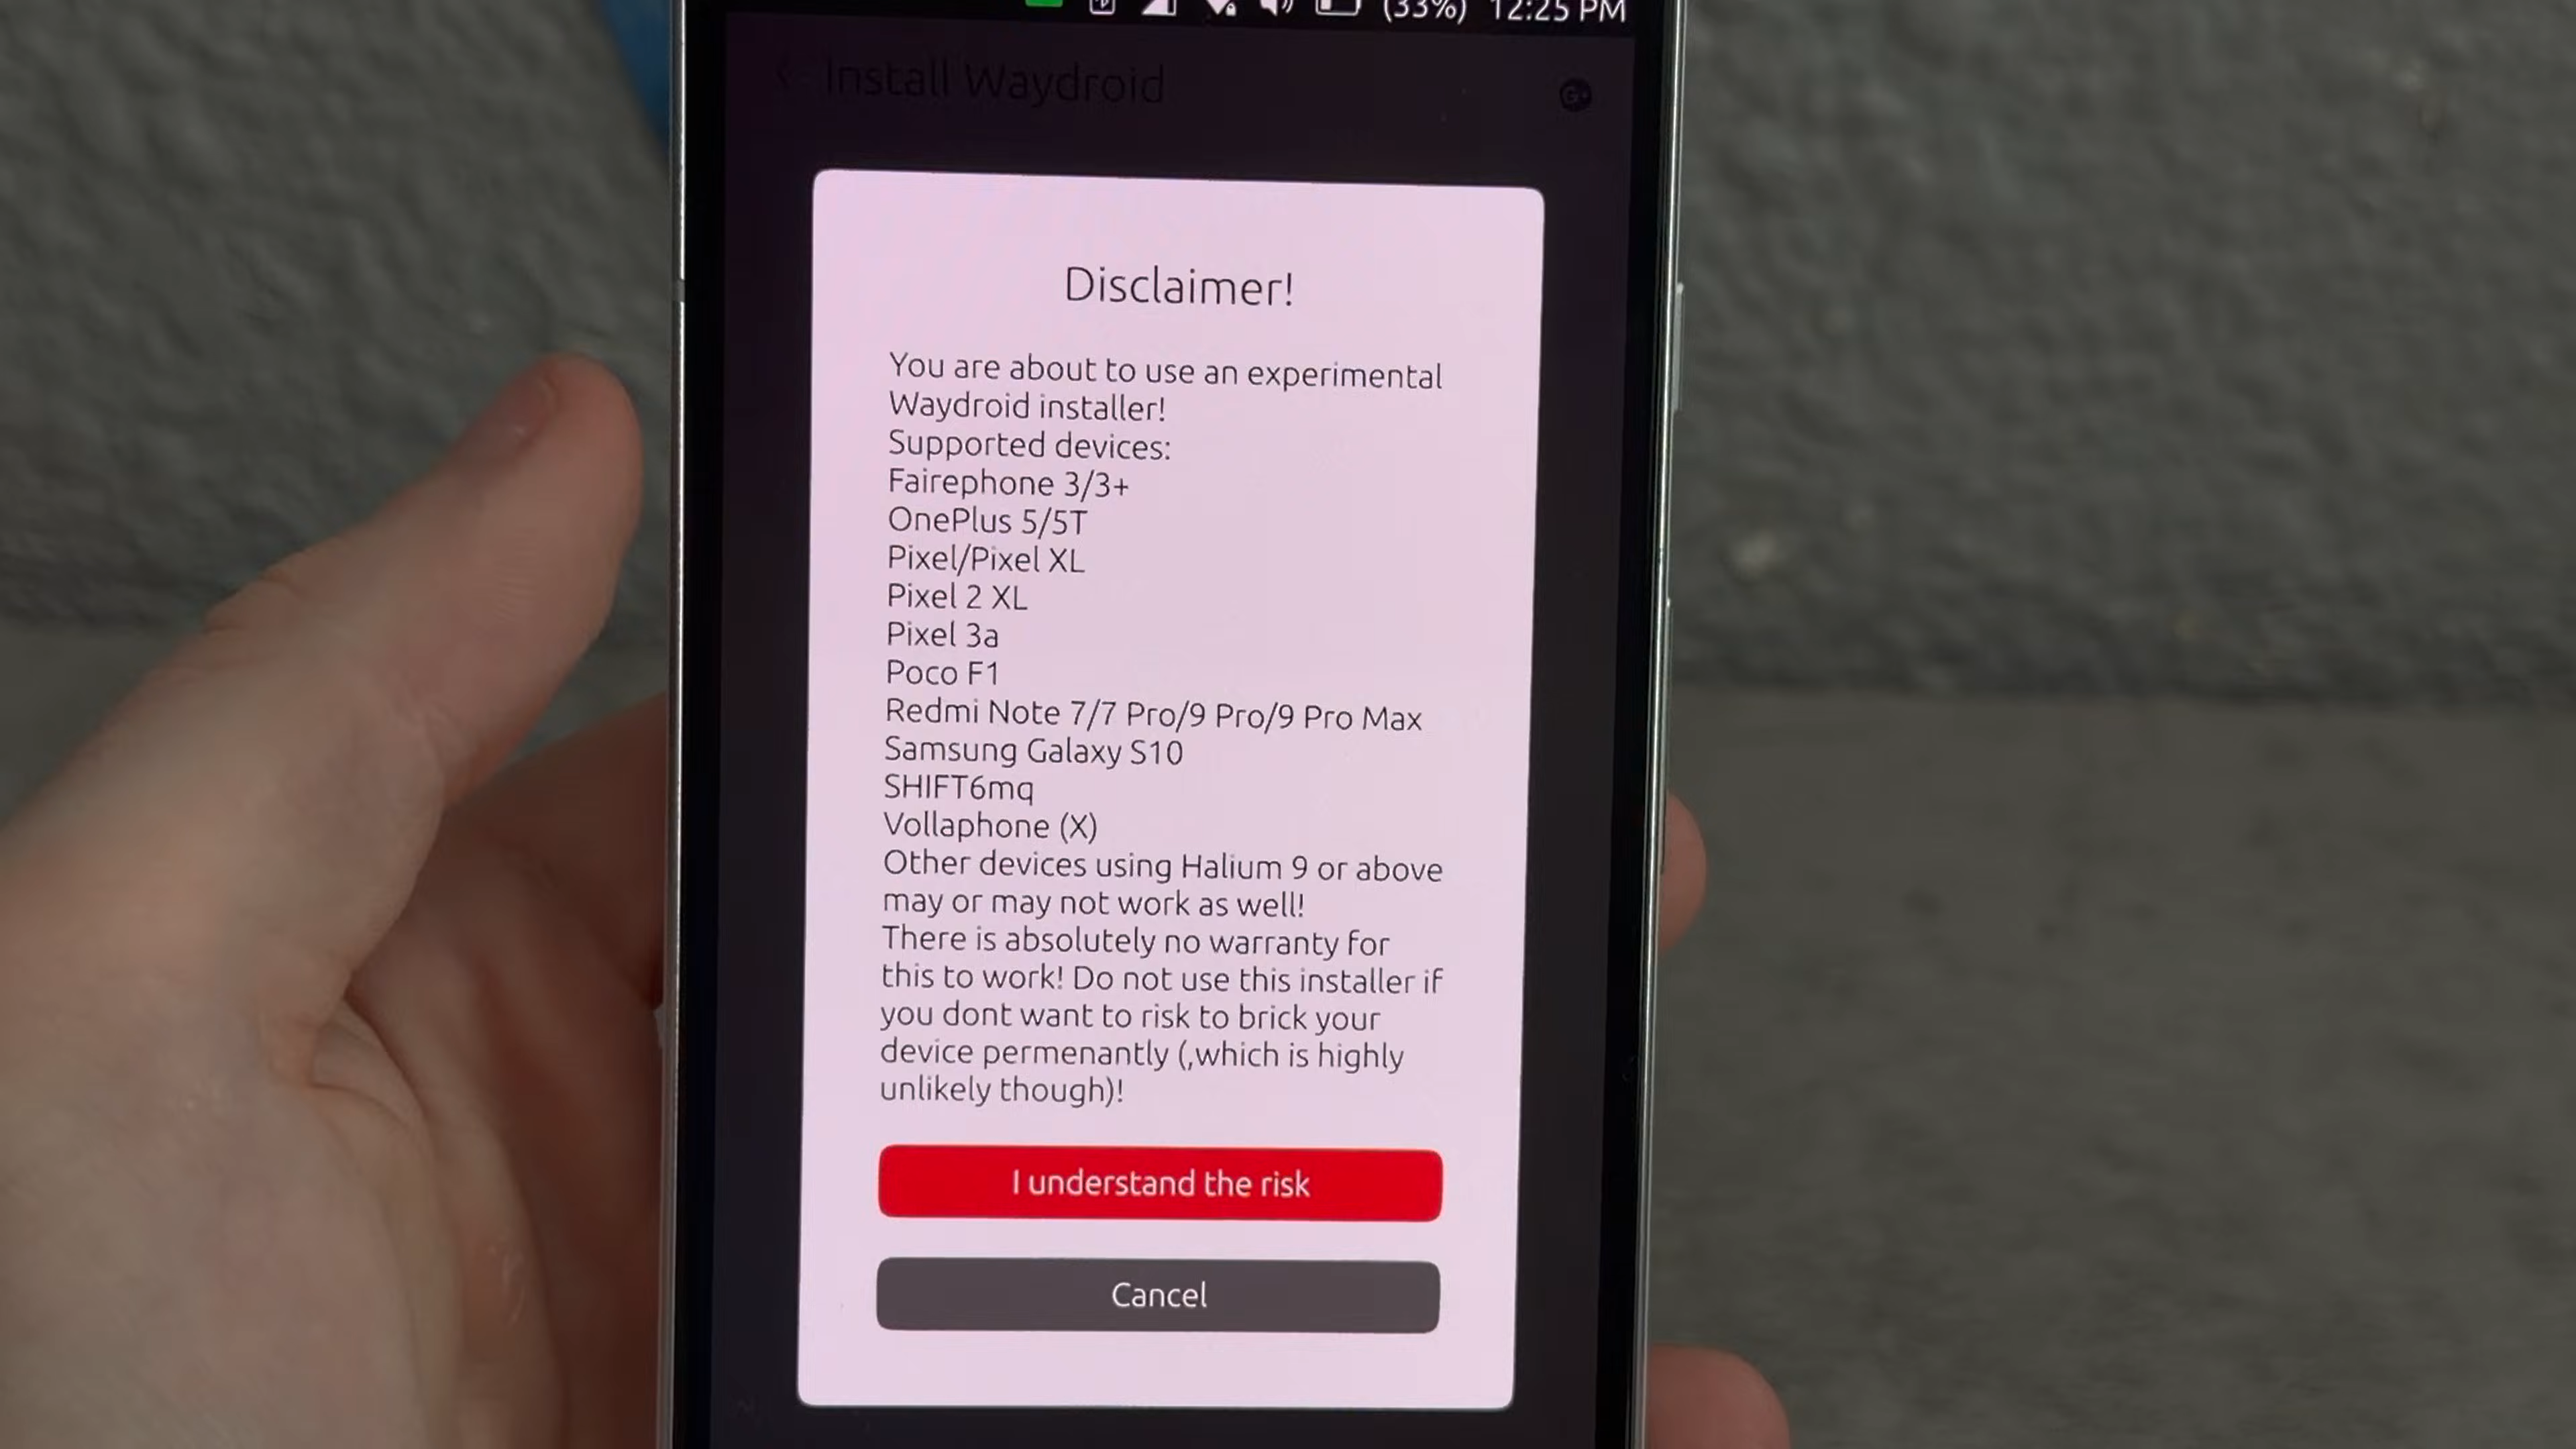 (33%) 12:25 PM
Install Waydroid
G+
Disclaimer!
You are about to use an experimental
Waydroid installer!
Supported devices:
Fairephone 3/3+
OnePlus 5/5T
Pixel/Pixel XL
Pixel 2 XL
Pixel 3a
Poco F1
Redmi Note 7/7 Pro/9 Pro/9 Pro Max
Samsung Galaxy S10
SHIFT6mq
Vollaphone (X)
Other devices using Halium 9 or above
may or may not work as well!
There is absolutely no warranty for
this to work! Do not use this installer if
you dont want to risk to brick your
device permenantly (,which is highly
unlikely though)!
I understand the risk
Cancel